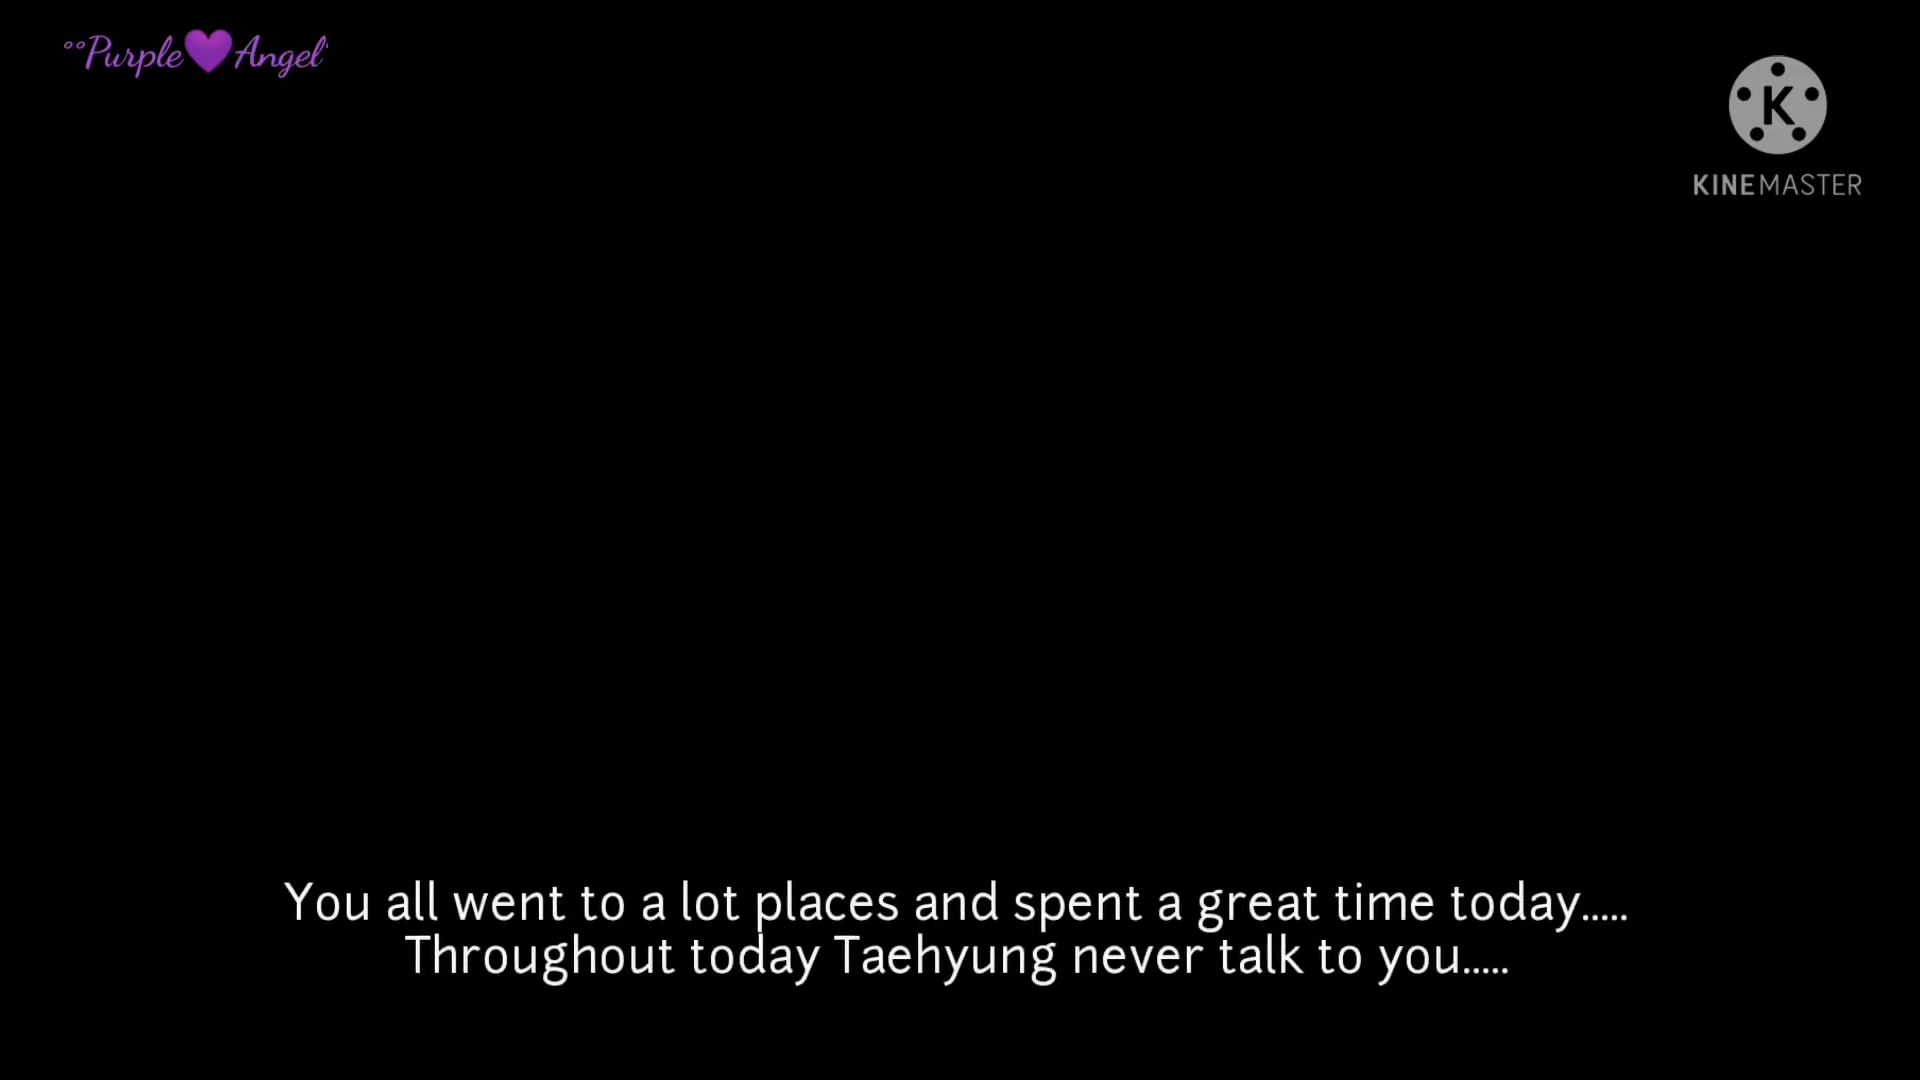 °°Purple💜Angel'
K
KINEMASTER
You all went to a lot places and spent a great time today.....
Throughout today Taehyung never talk to you.....